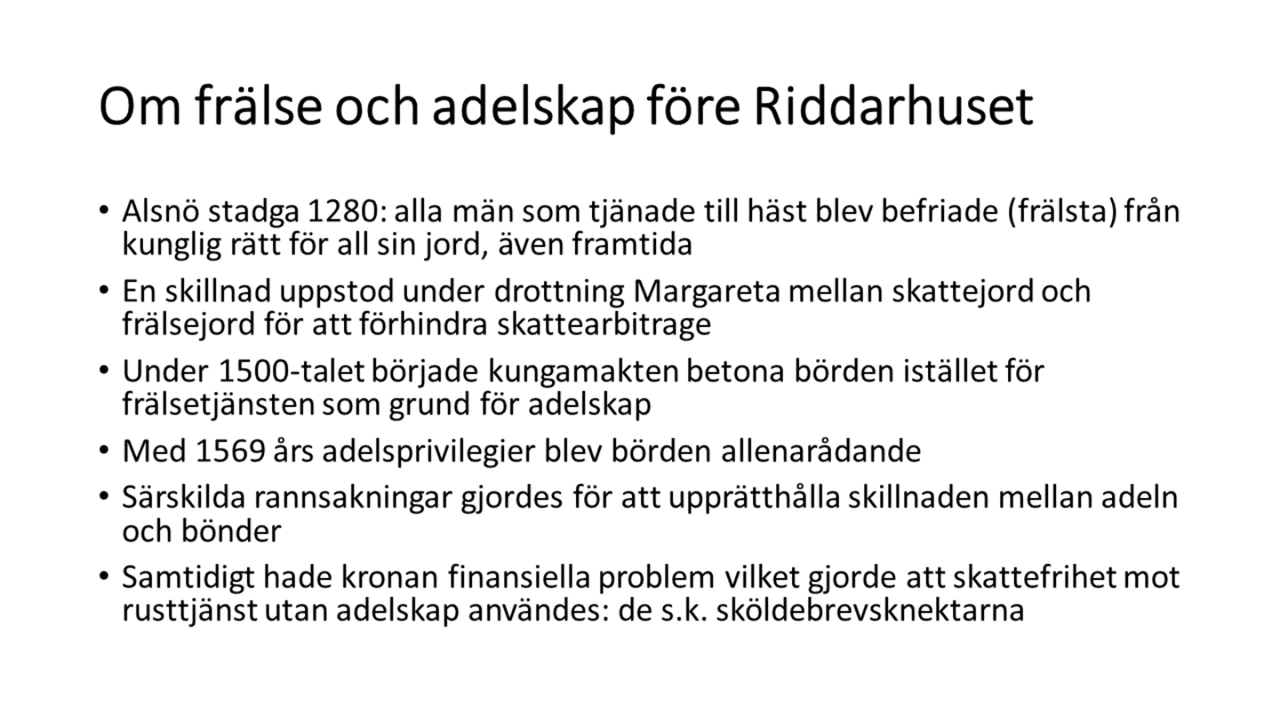 Om frälse och adelskap före Riddarhuset
• Alsnö stadga 1280: alla män som tjänade till häst blev befriade (frälsta) från
kunglig rätt för all sin jord, även framtida
• En skillnad uppstod under drottning Margareta mellan skattejord och
frälsejord för att förhindra skattearbitrage
• Under 1500-talet började kungamakten betona börden istället för
frälsetjänsten som grund för adelskap
• Med 1569 års adelsprivilegier blev börden allenarådande
• Särskilda rannsakningar gjordes för att upprätthålla skillnaden mellan adeln
och bönder
• Samtidigt hade kronan finansiella problem vilket gjorde att skattefrihet mot
rusttjänst utan adelskap användes: de s.k. sköldebrevsknektarna